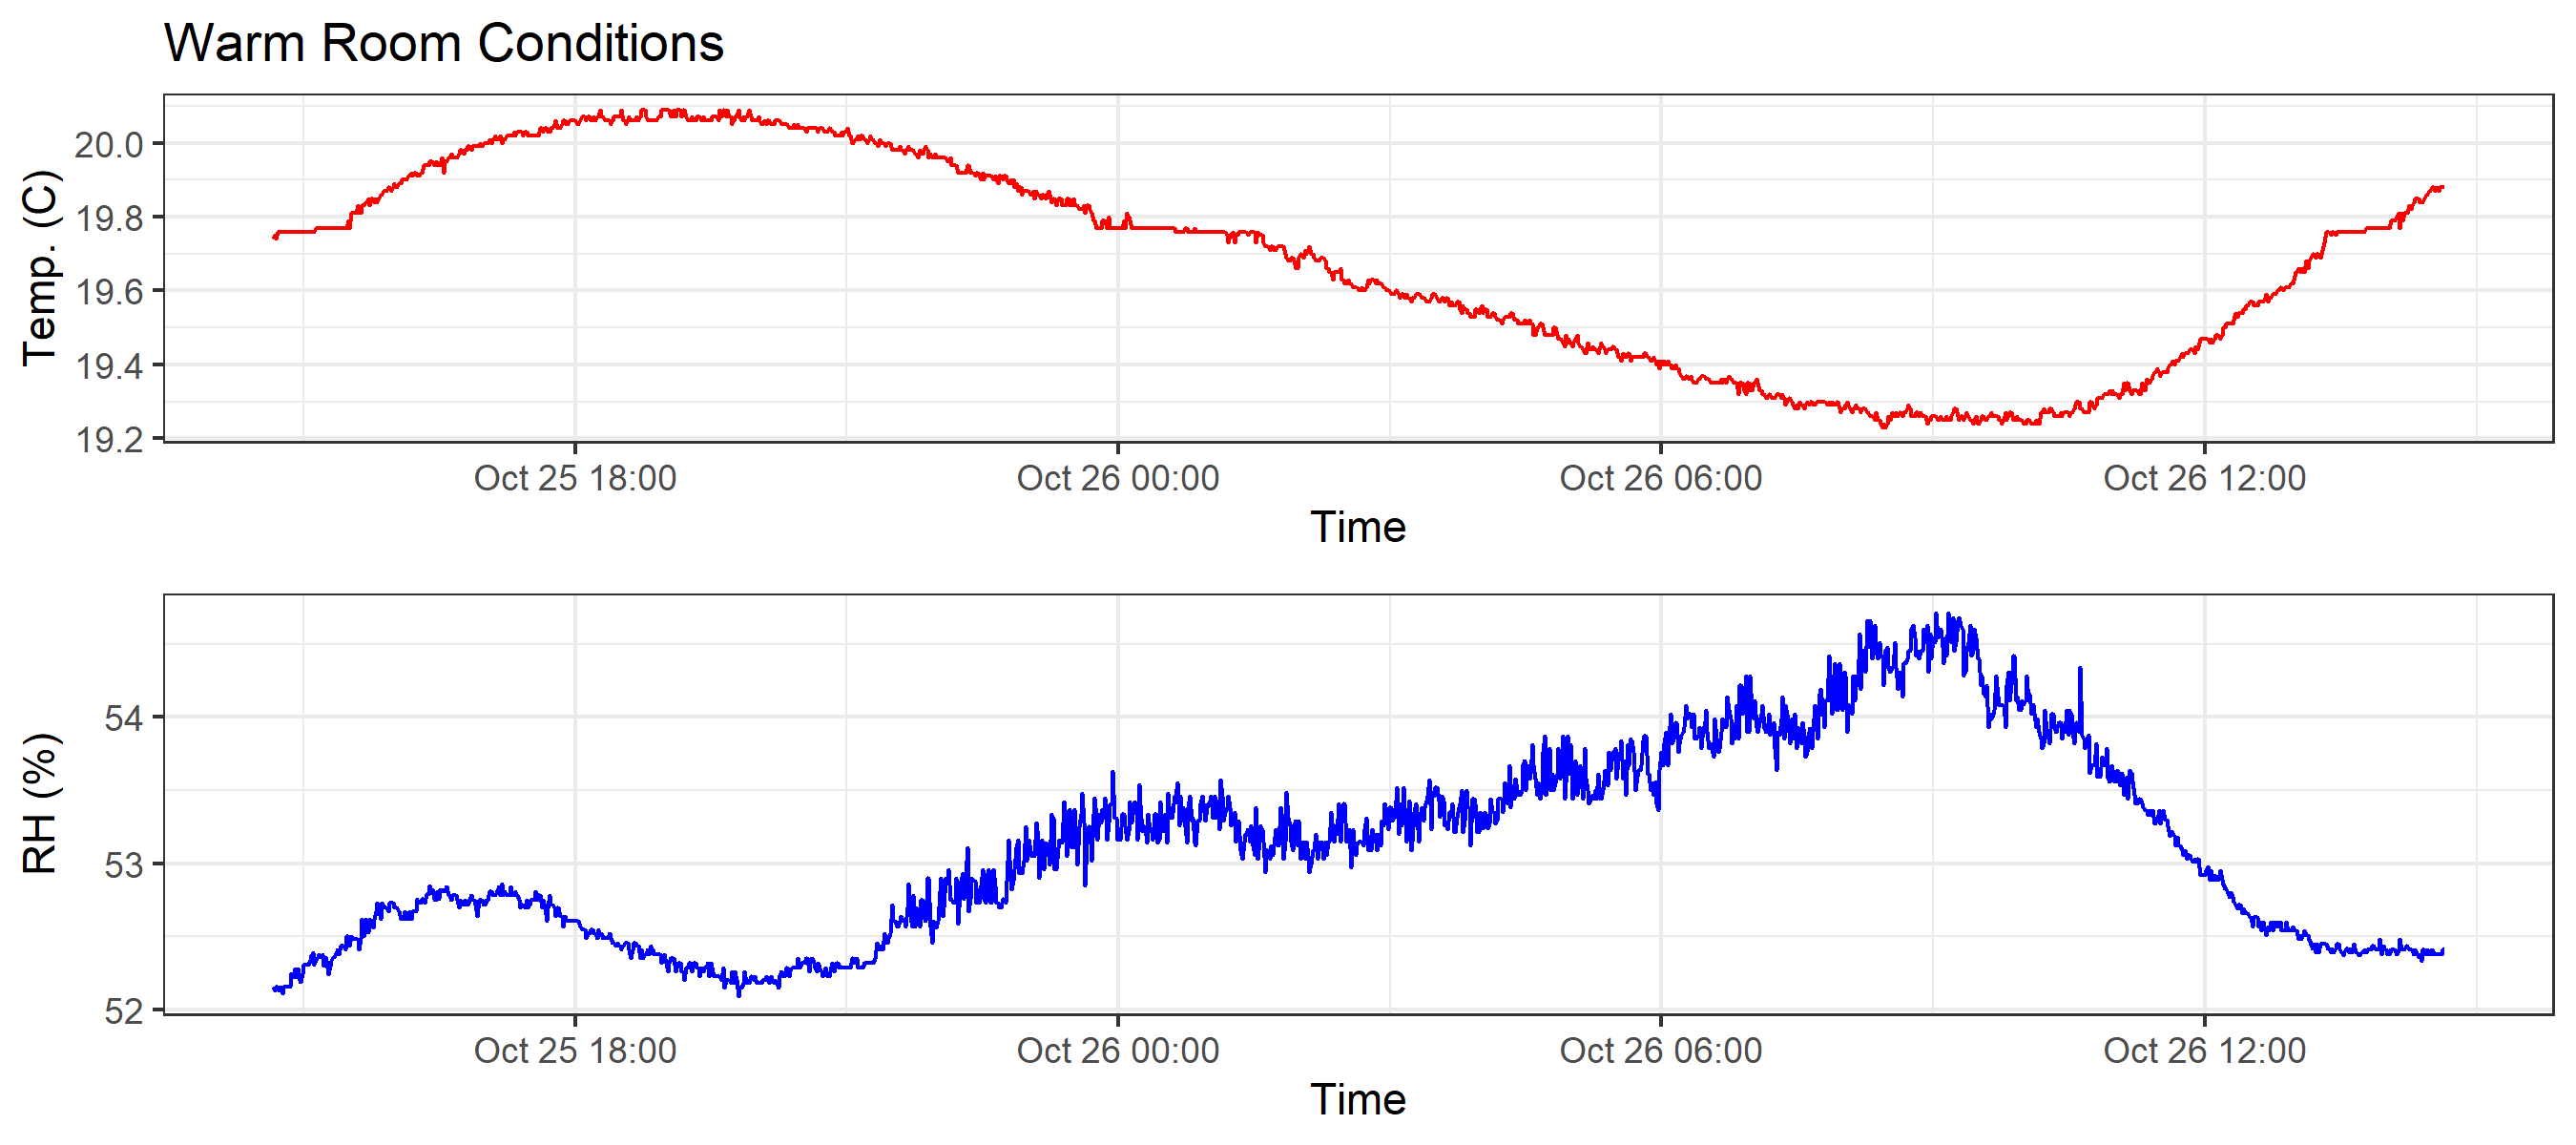 Warm Room Conditions
Temp. (C)
20.0
19.8
19.6
19.4
19.2
Oct 25 18:00 Oct 26 00:00 Oct 26 06:00 Oct 26 12:00
Time
RH (%)
54
53
52
Oct 25 18:00 Oct 26 00:00 Oct 26 06:00 Oct 26 12:00
Time